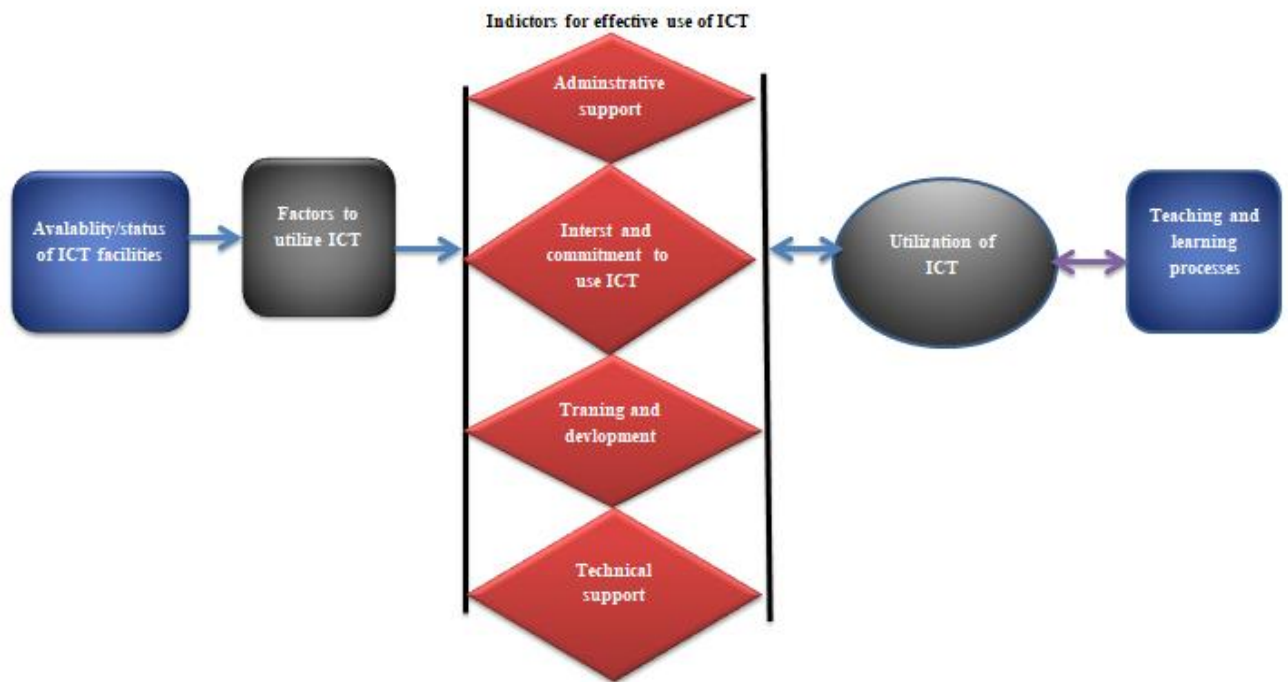 Indictors for effective use of ICT
Adminstrative
support
Avalablity/status
of ICT facilities
Factors to
utilize ICT
Interst and
commitment to
use ICT
Utilization of
ICT
Teaching and
learning
processes
Traning and
devlopment
Technical
support